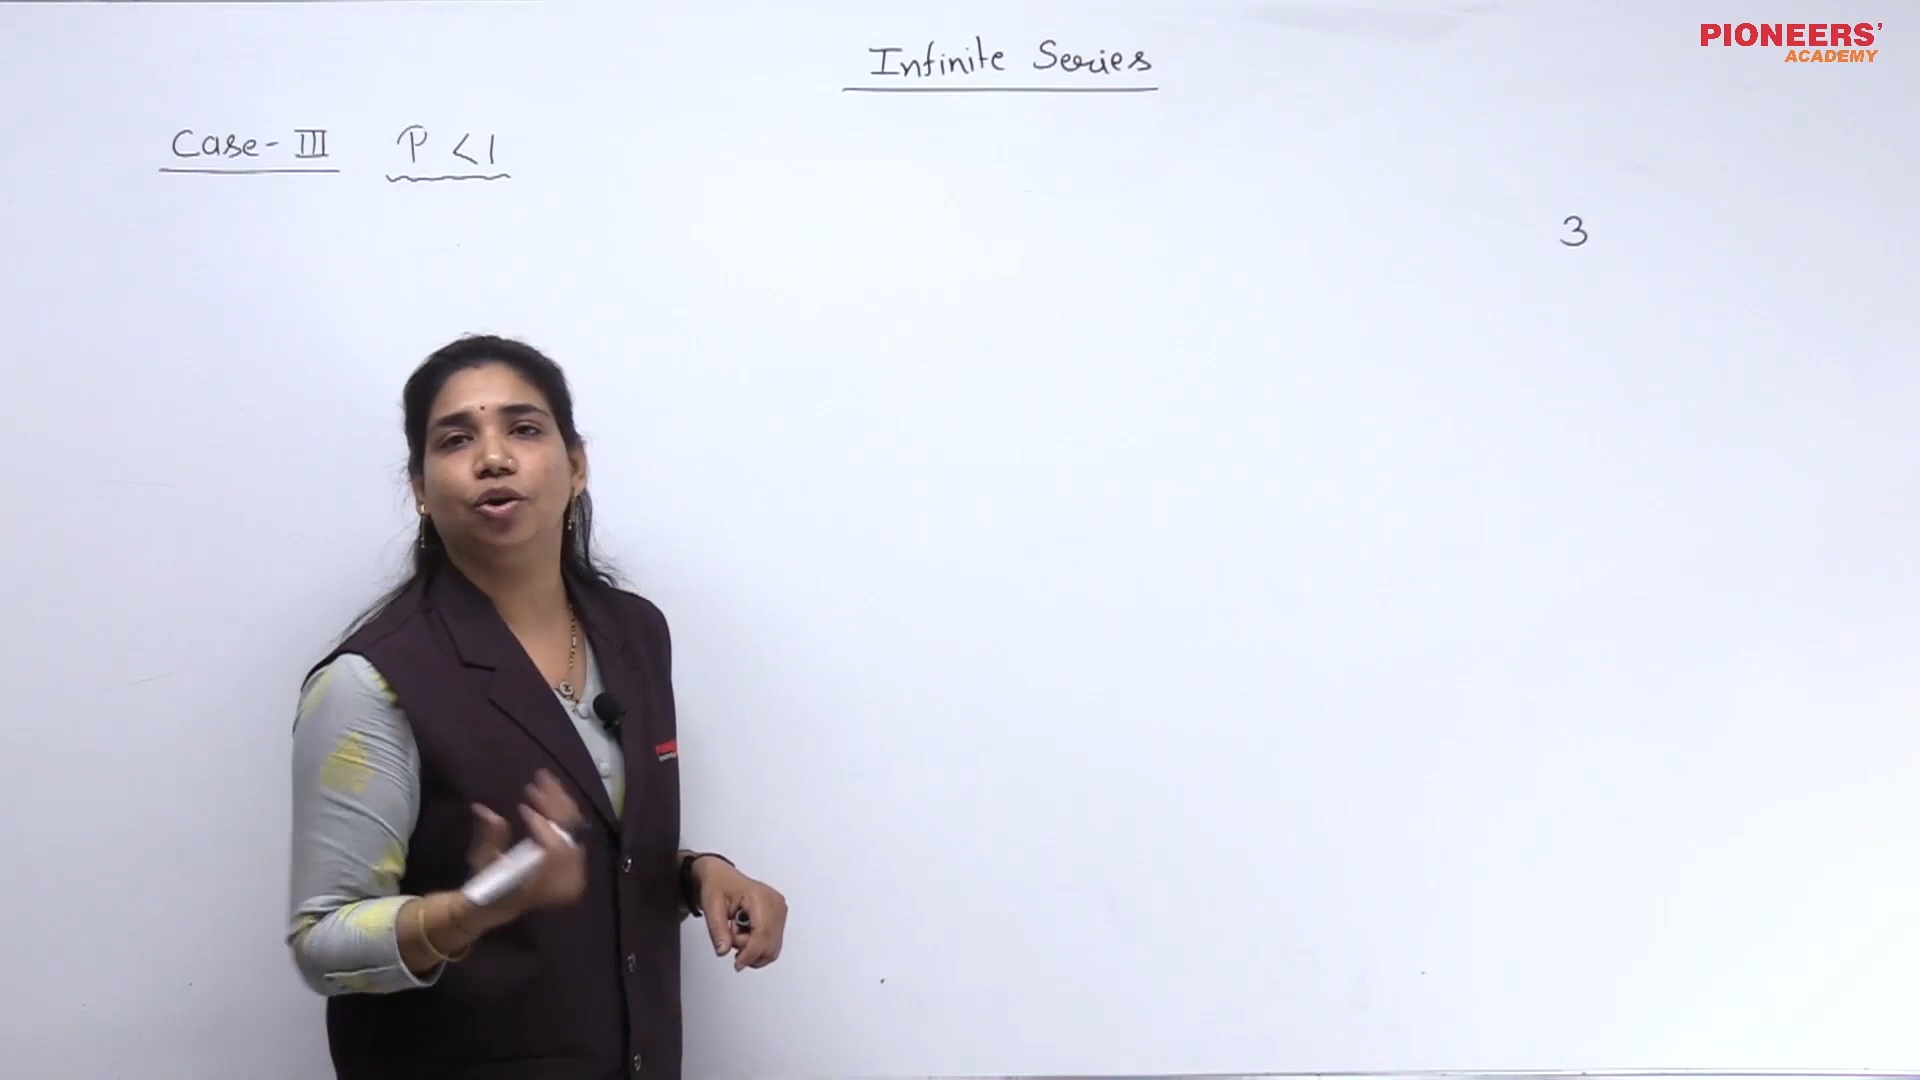 PIONEERS'
ACADEMY
Infinite Series
Case-III P <1
3